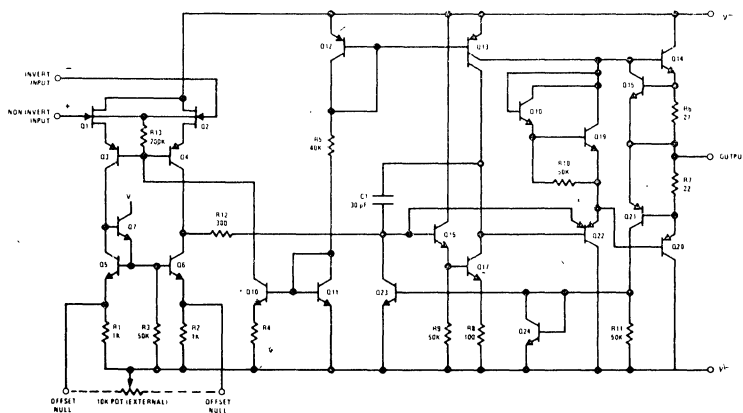 V+
Q12
Q13
Q14
INVERT
INPUT
−
NON INVERT
INPUT
+
Q1
Q2
R13
200K
Q15
R6
27
Q3
Q4
R5
40K
Q19
OUTPUT
R10
50K
R7
22
C1
30 pF
V
Q7
R12
300
Q16
Q21
Q22
Q20
Q5
Q6
Q17
Q10
Q11
Q23
Q24
R1
1K
R3
50K
R2
1K
R4
R9
50K
R8
100
R11
50K
OFFSET
NULL
10K POT (EXTERNAL)
OFFSET
NULL